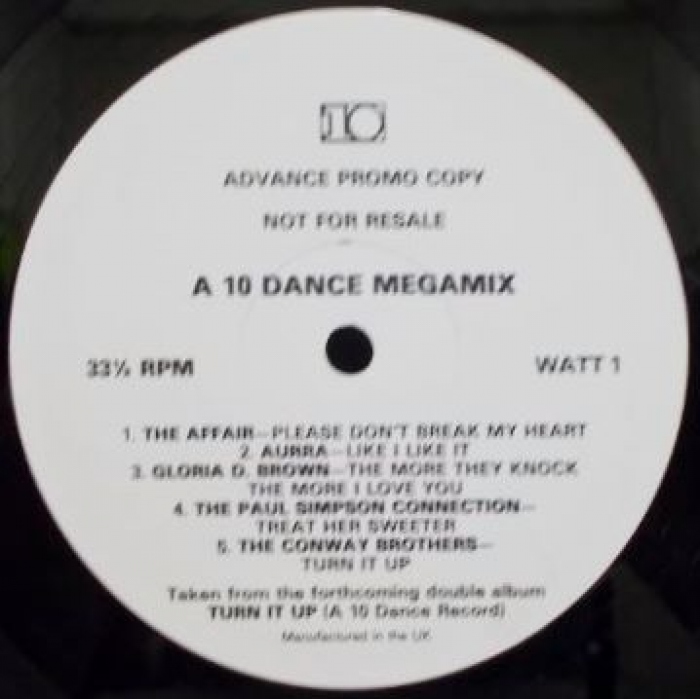 10
ADVANCE PROMO COPY
NOT FOR RESALE
A 10 DANCE MEGAMIX
33⅓ RPM
WATT 1
1. THE AFFAIR—PLEASE DON'T BREAK MY HEART
2. AURRA—LIKE I LIKE IT
3. GLORIA D. BROWN—THE MORE THEY KNOCK
THE MORE I LOVE YOU
4. THE PAUL SIMPSON CONNECTION—
TREAT HER SWEETER
5. THE CONWAY BROTHERS—
TURN IT UP
Taken from the forthcoming double album
TURN IT UP (A 10 Dance Record)
Manufactured in the UK